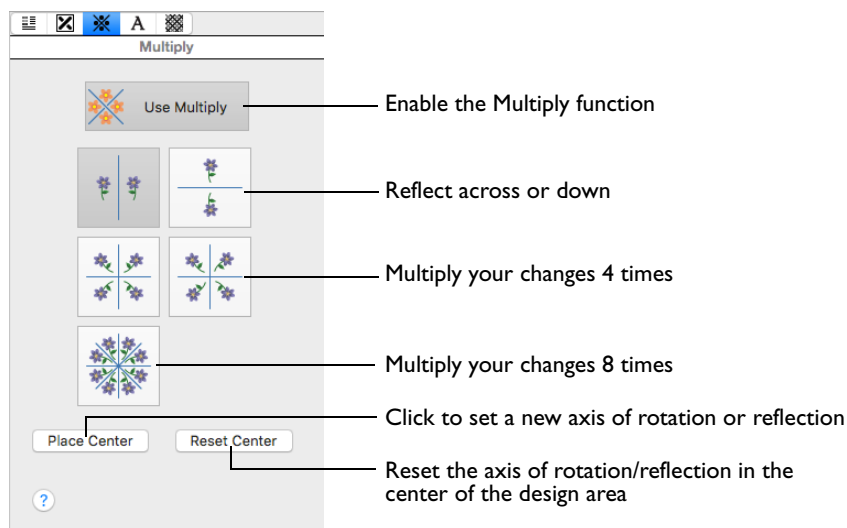 A
Multiply
Use Multiply
Enable the Multiply function
Reflect across or down
Multiply your changes 4 times
Multiply your changes 8 times
Click to set a new axis of rotation or reflection
Place Center
Reset Center
Reset the axis of rotation/reflection in the
center of the design area
?